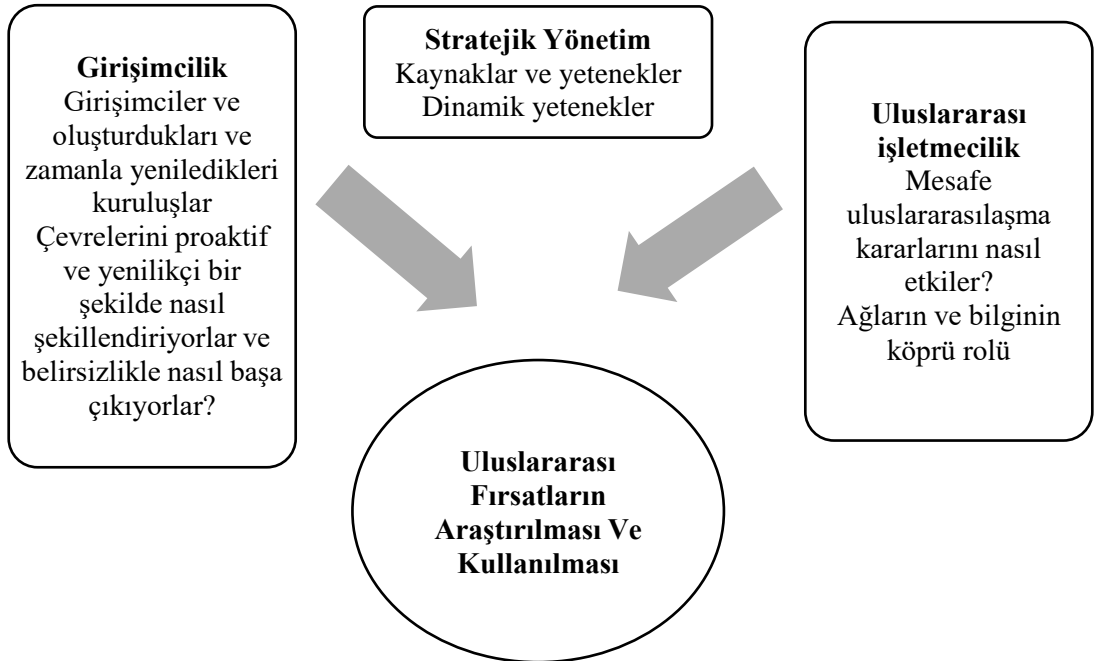 Girişimcilik
Girişimciler ve
oluşturdukları ve
zamanla yeniledikleri
kuruluşlar
Çevrelerini proaktif
ve yenilikçi bir
şekilde nasıl
şekillendiriyorlar ve
belirsizlikle nasıl başa
çıkıyorlar?
Stratejik Yönetim
Kaynaklar ve yetenekler
Dinamik yetenekler
Uluslararası
işletmecilik
Mesafe
uluslararasılaşma
kararlarını nasıl
etkiler?
Ağların ve bilginin
köprü rolü
Uluslararası
Fırsatların
Araştırılması Ve
Kullanılması